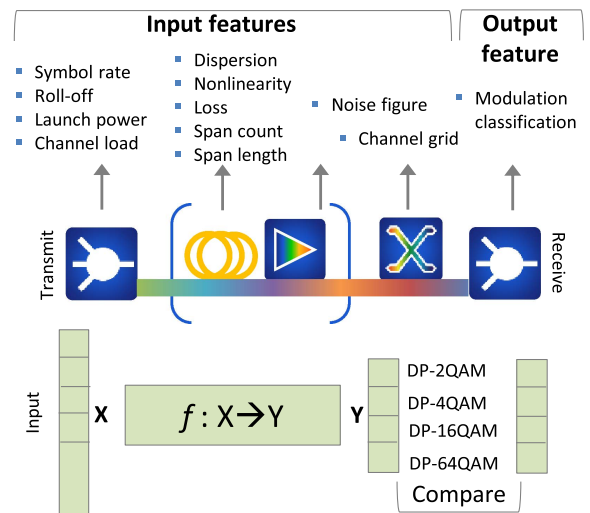 Input features
Output
feature
Symbol rate
Roll-off
Launch power
Channel load
Dispersion
Nonlinearity
Loss
Span count
Span length
Noise figure
Channel grid
Modulation
classification
Transmit
Receive
Input
X
f : X→Y
Y
DP-2QAM
DP-4QAM
DP-16QAM
DP-64QAM
Compare